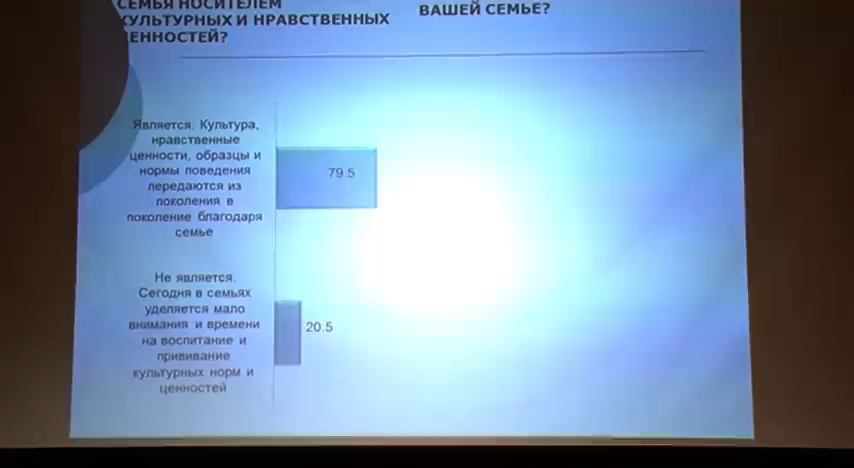 СЕМЬЯ НОСИТЕЛЕМ
КУЛЬТУРНЫХ И НРАВСТВЕННЫХ
ЦЕННОСТЕЙ?
ВАШЕЙ СЕМЬЕ?
Является. Культура,
нравственные
ценности, образцы и
нормы поведения
передаются из
поколения в
поколение благодаря
семье
79.5
Не является.
Сегодня в семьях
уделяется мало
внимания и времени
на воспитание и
прививание
культурных норм и
ценностей
20.5